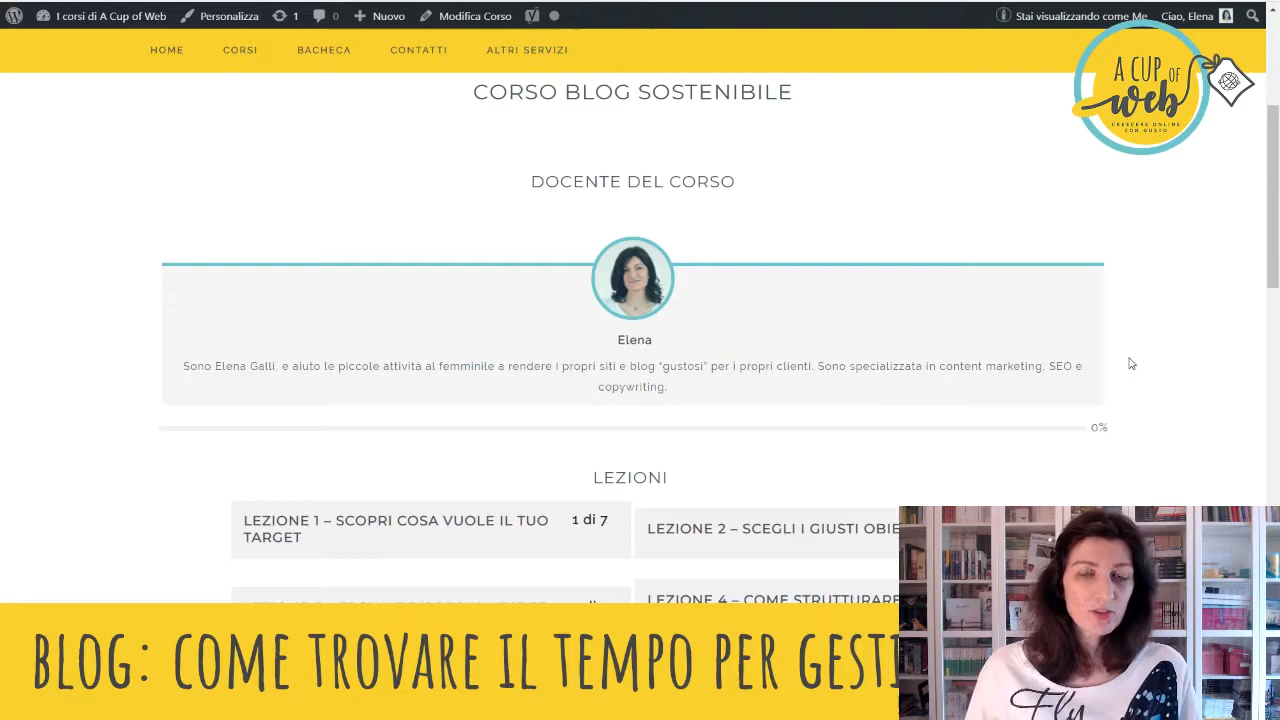 I corsi di A Cup of Web Personalizza 1 0 Nuovo Modifica Corso Stai visualizzando come Me Ciao, Elena
HOME CORSI BACHECA CONTATTI ALTRI SERVIZI
A CUP OF
web
CRESCERE ONLINE
CON GUSTO
CORSO BLOG SOSTENIBILE
DOCENTE DEL CORSO
Elena
Sono Elena Galli, e aiuto le piccole attività al femminile a rendere i propri siti e blog "gustosi" per i propri clienti. Sono specializzata in content marketing, SEO e
copywriting.
0%
LEZIONI
LEZIONE 1 – SCOPRI COSA VUOLE IL TUO
TARGET
1 di 7
LEZIONE 2 – SCEGLI I GIUSTI OBIE
LEZIONE 4 – COME STRUTTURARE
BLOG: COME TROVARE IL TEMPO PER GESTI
Fly